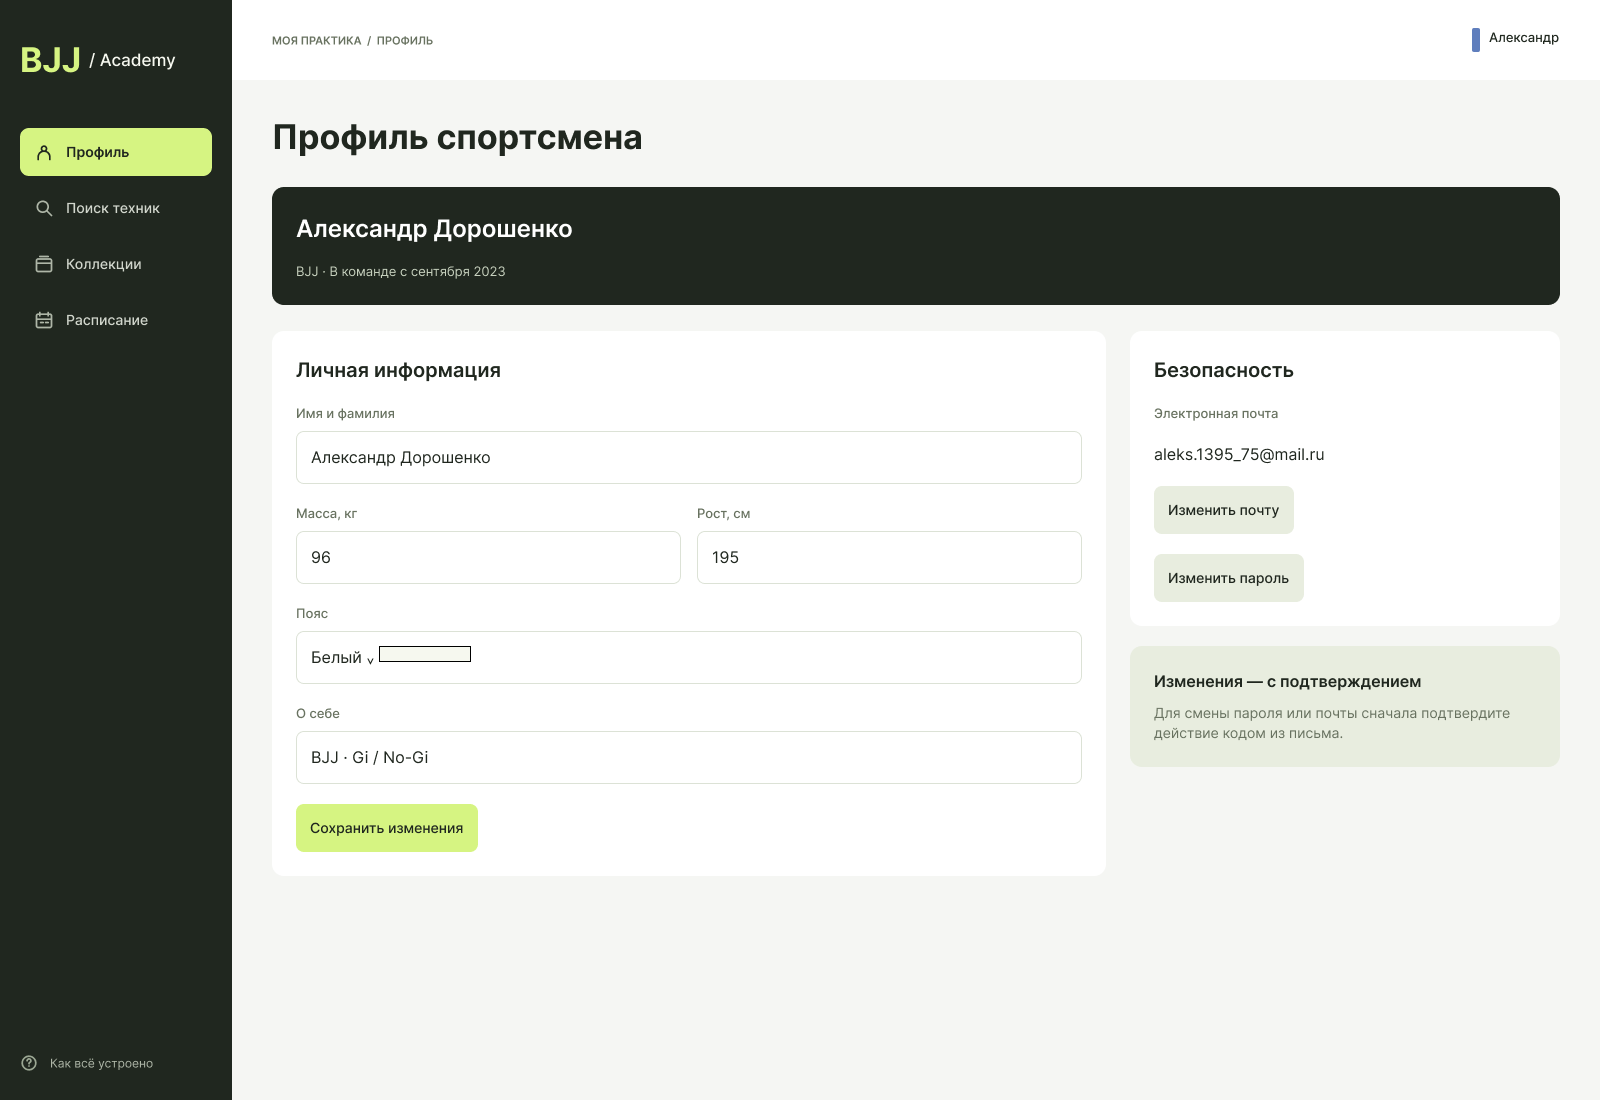 BJJ / Academy
МОЯ ПРАКТИКА / ПРОФИЛЬ
Александр
Профиль
Поиск техник
Коллекции
Расписание
Как всё устроено
Профиль спортсмена
Александр Дорошенко
BJJ · В команде с сентября 2023
Личная информация
Имя и фамилия
Александр Дорошенко
Масса, кг
Рост, см
96
195
Пояс
Белый
О себе
BJJ · Gi / No-Gi
Сохранить изменения
Безопасность
Электронная почта
aleks.1395_75@mail.ru
Изменить почту
Изменить пароль
Изменения — с подтверждением
Для смены пароля или почты сначала подтвердите
действие кодом из письма.